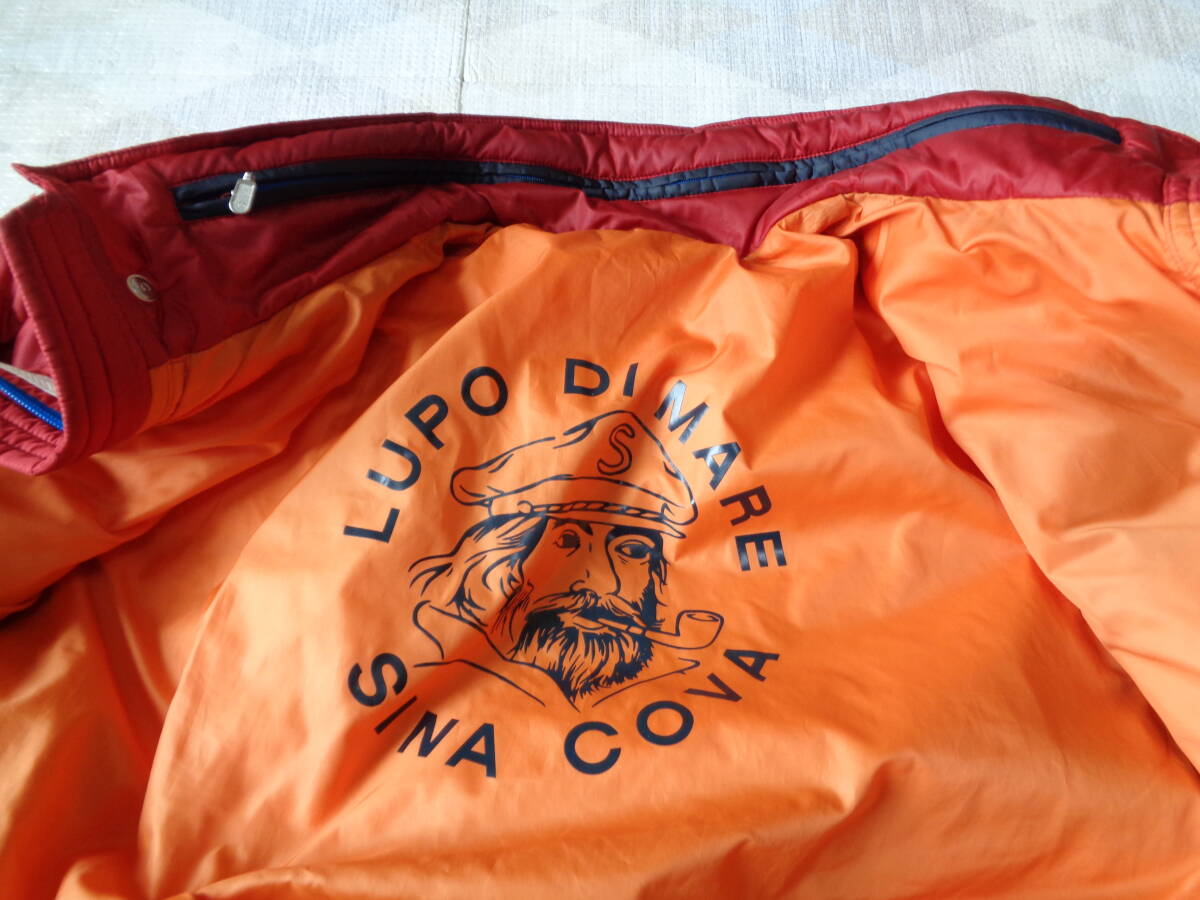 LUPO DI MARE
S
SINA COVA